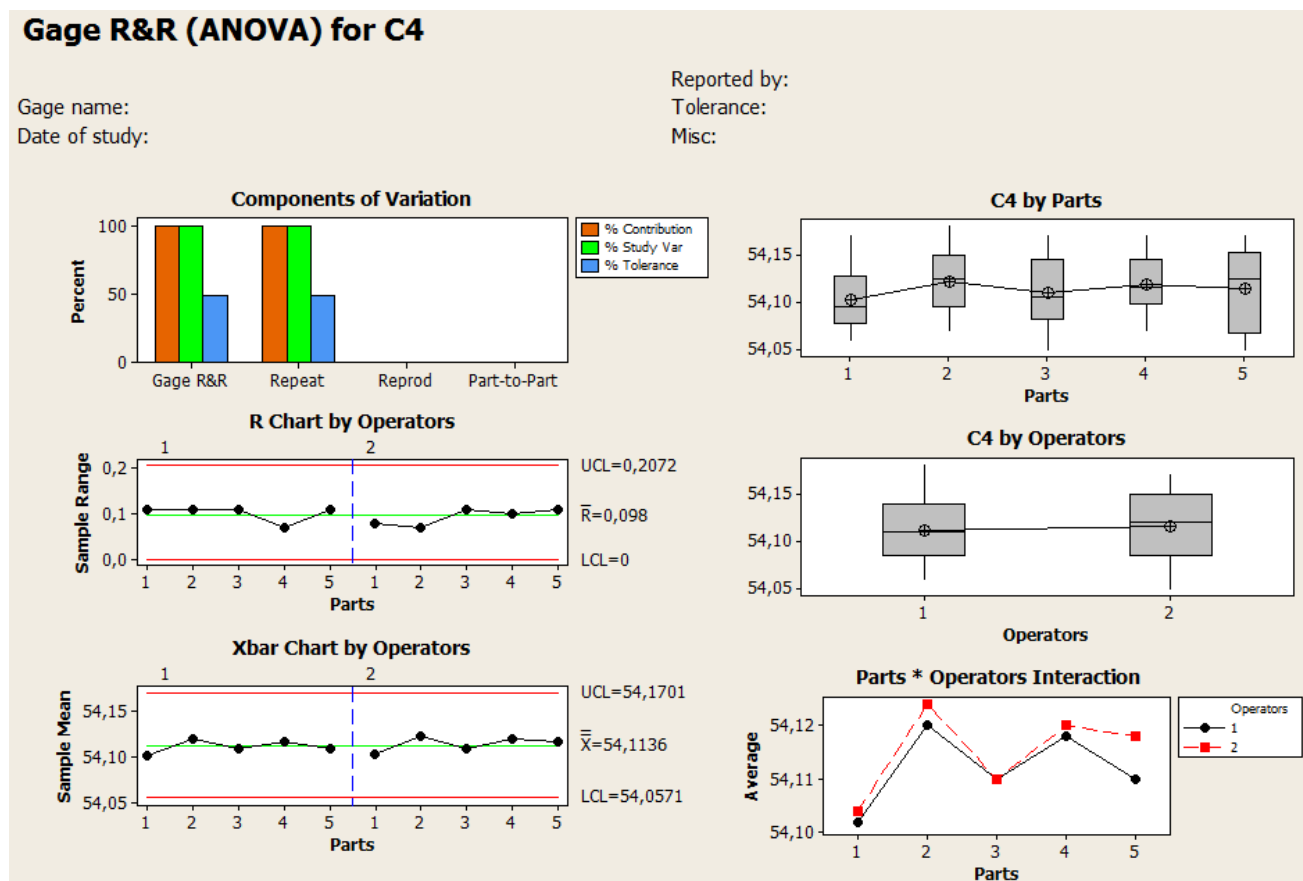 Gage R&R (ANOVA) for C4
Reported by:
Gage name:
Tolerance:
Date of study:
Misc:
Components of Variation
Percent
100
50
0
Gage R&R Repeat Reprod Part-to-Part
% Contribution
% Study Var
% Tolerance
R Chart by Operators
1 2
Sample Range
0,2
0,1
0,0
UCL=0,2072
R̅=0,098
LCL=0
1 2 3 4 5 1 2 3 4 5
Parts
Xbar Chart by Operators
1 2
Sample Mean
54,15
54,10
54,05
UCL=54,1701
X̿=54,1136
LCL=54,0571
1 2 3 4 5 1 2 3 4 5
Parts
C4 by Parts
54,15
54,10
54,05
1 2 3 4 5
Parts
C4 by Operators
54,15
54,10
54,05
1 2
Operators
Parts * Operators Interaction
Average
54,12
54,11
54,10
1 2 3 4 5
Parts
Operators
1
2